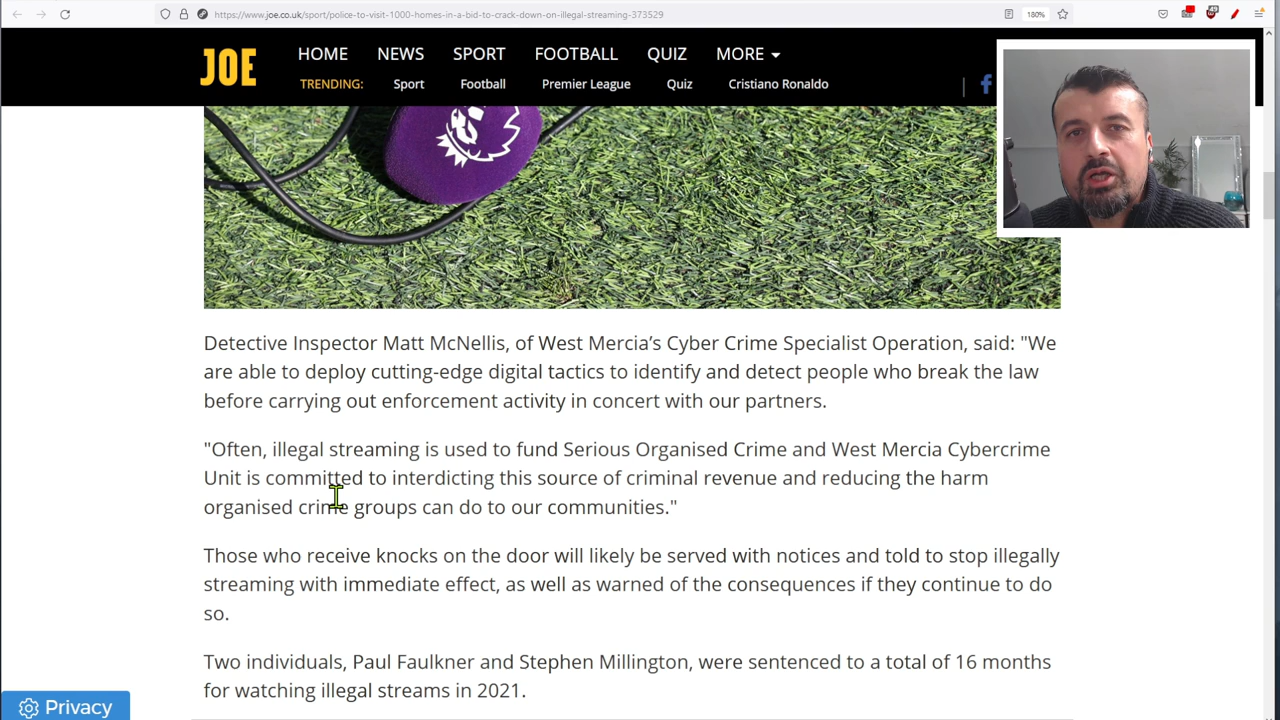 https://www.joe.co.uk/sport/police-to-visit-1000-homes-in-a-bid-to-crack-down-on-illegal-streaming-373529
180%
45
JOE
HOME NEWS SPORT FOOTBALL QUIZ MORE
TRENDING: Sport Football Premier League Quiz Cristiano Ronaldo
Detective Inspector Matt McNellis, of West Mercia’s Cyber Crime Specialist Operation, said: "We
are able to deploy cutting-edge digital tactics to identify and detect people who break the law
before carrying out enforcement activity in concert with our partners.
"Often, illegal streaming is used to fund Serious Organised Crime and West Mercia Cybercrime
Unit is committed to interdicting this source of criminal revenue and reducing the harm
organised crime groups can do to our communities."
Those who receive knocks on the door will likely be served with notices and told to stop illegally
streaming with immediate effect, as well as warned of the consequences if they continue to do
so.
Two individuals, Paul Faulkner and Stephen Millington, were sentenced to a total of 16 months
for watching illegal streams in 2021.
Privacy